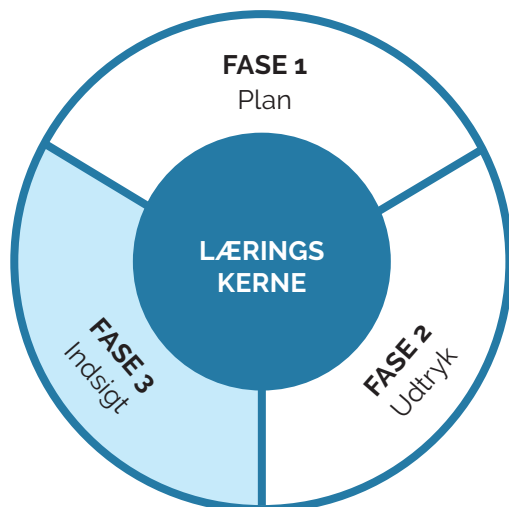 FASE 1
Plan
LÆRINGS
KERNE
FASE 2
Udtryk
FASE 3
Indsigt